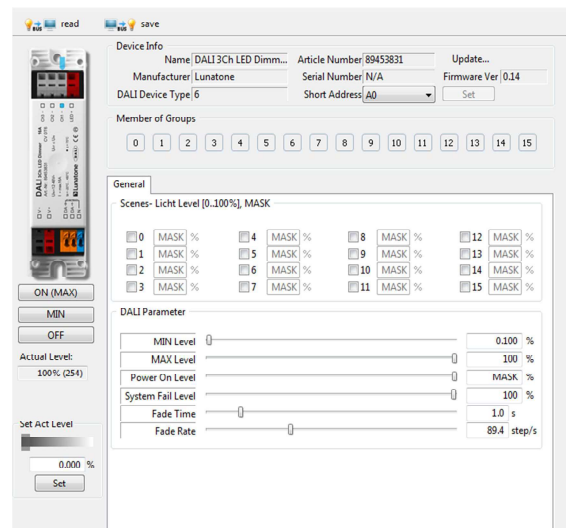 read save
Device Info
Name DALI 3Ch LED Dimm... Article Number 89453831 Update...
Manufacturer Lunatone Serial Number N/A Firmware Ver 0.14
DALI Device Type 6 Short Address A0 Set
Member of Groups
0 1 2 3 4 5 6 7 8 9 10 11 12 13 14 15
General
Scenes- Licht Level [0..100%], MASK
0 MASK % 4 MASK % 8 MASK % 12 MASK %
1 MASK % 5 MASK % 9 MASK % 13 MASK %
2 MASK % 6 MASK % 10 MASK % 14 MASK %
3 MASK % 7 MASK % 11 MASK % 15 MASK %
DALI 3Ch LED Dimmer
Lunatone
ON (MAX)
MIN
OFF
Actual Level:
100% (254)
Set Act Level
0.000 %
Set
DALI Parameter
MIN Level 0.100 %
MAX Level 100 %
Power On Level MASK %
System Fail Level 100 %
Fade Time 1.0 s
Fade Rate 89.4 step/s